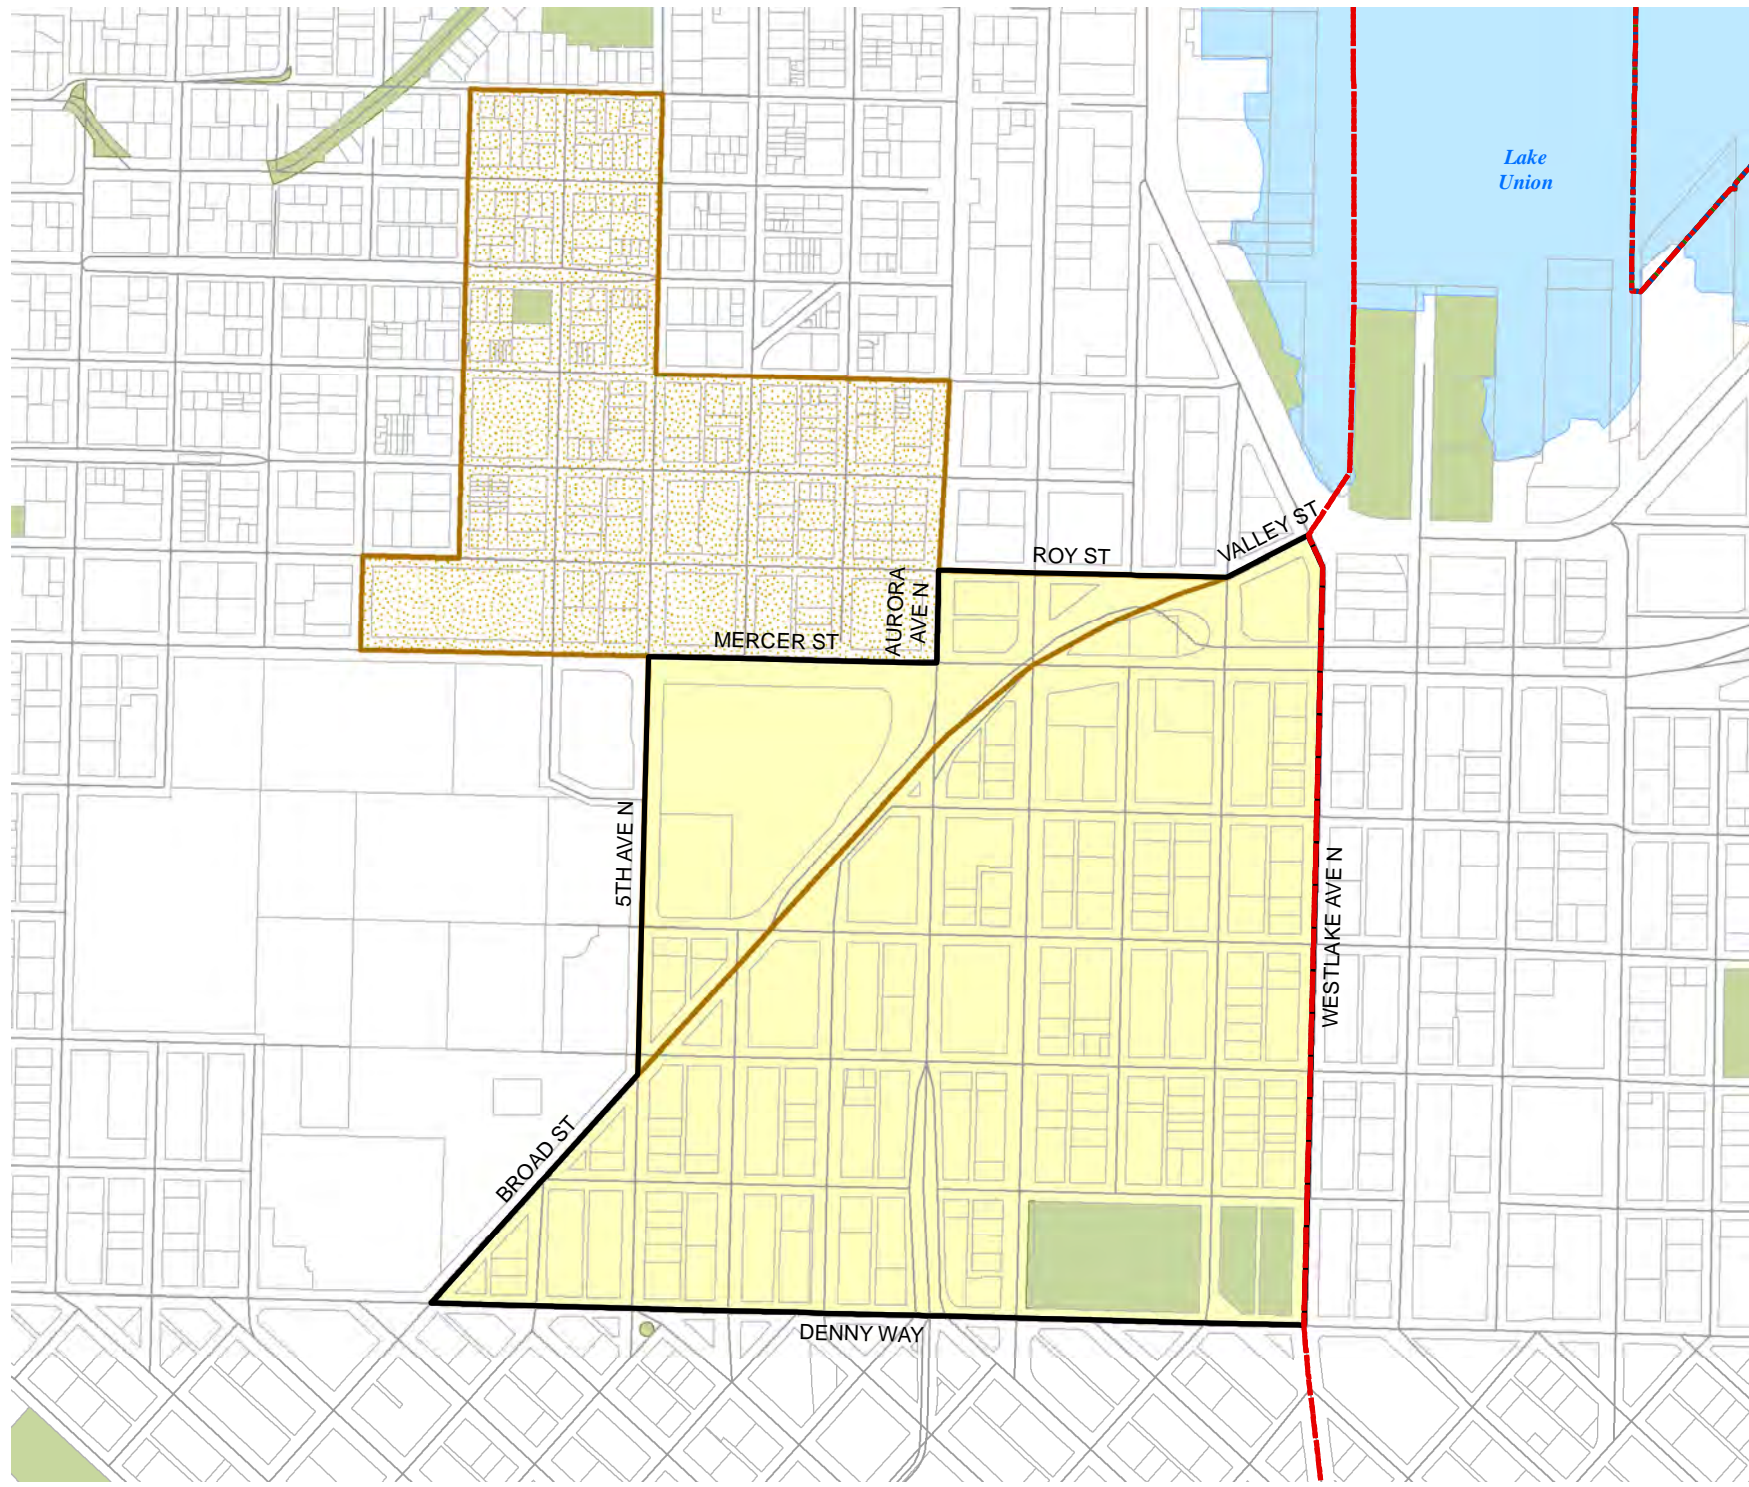 Lake
Union
VALLEY ST
ROY ST
AURORA
AVE N
MERCER ST
5TH AVE N
WESTLAKE AVE N
BROAD ST
DENNY WAY